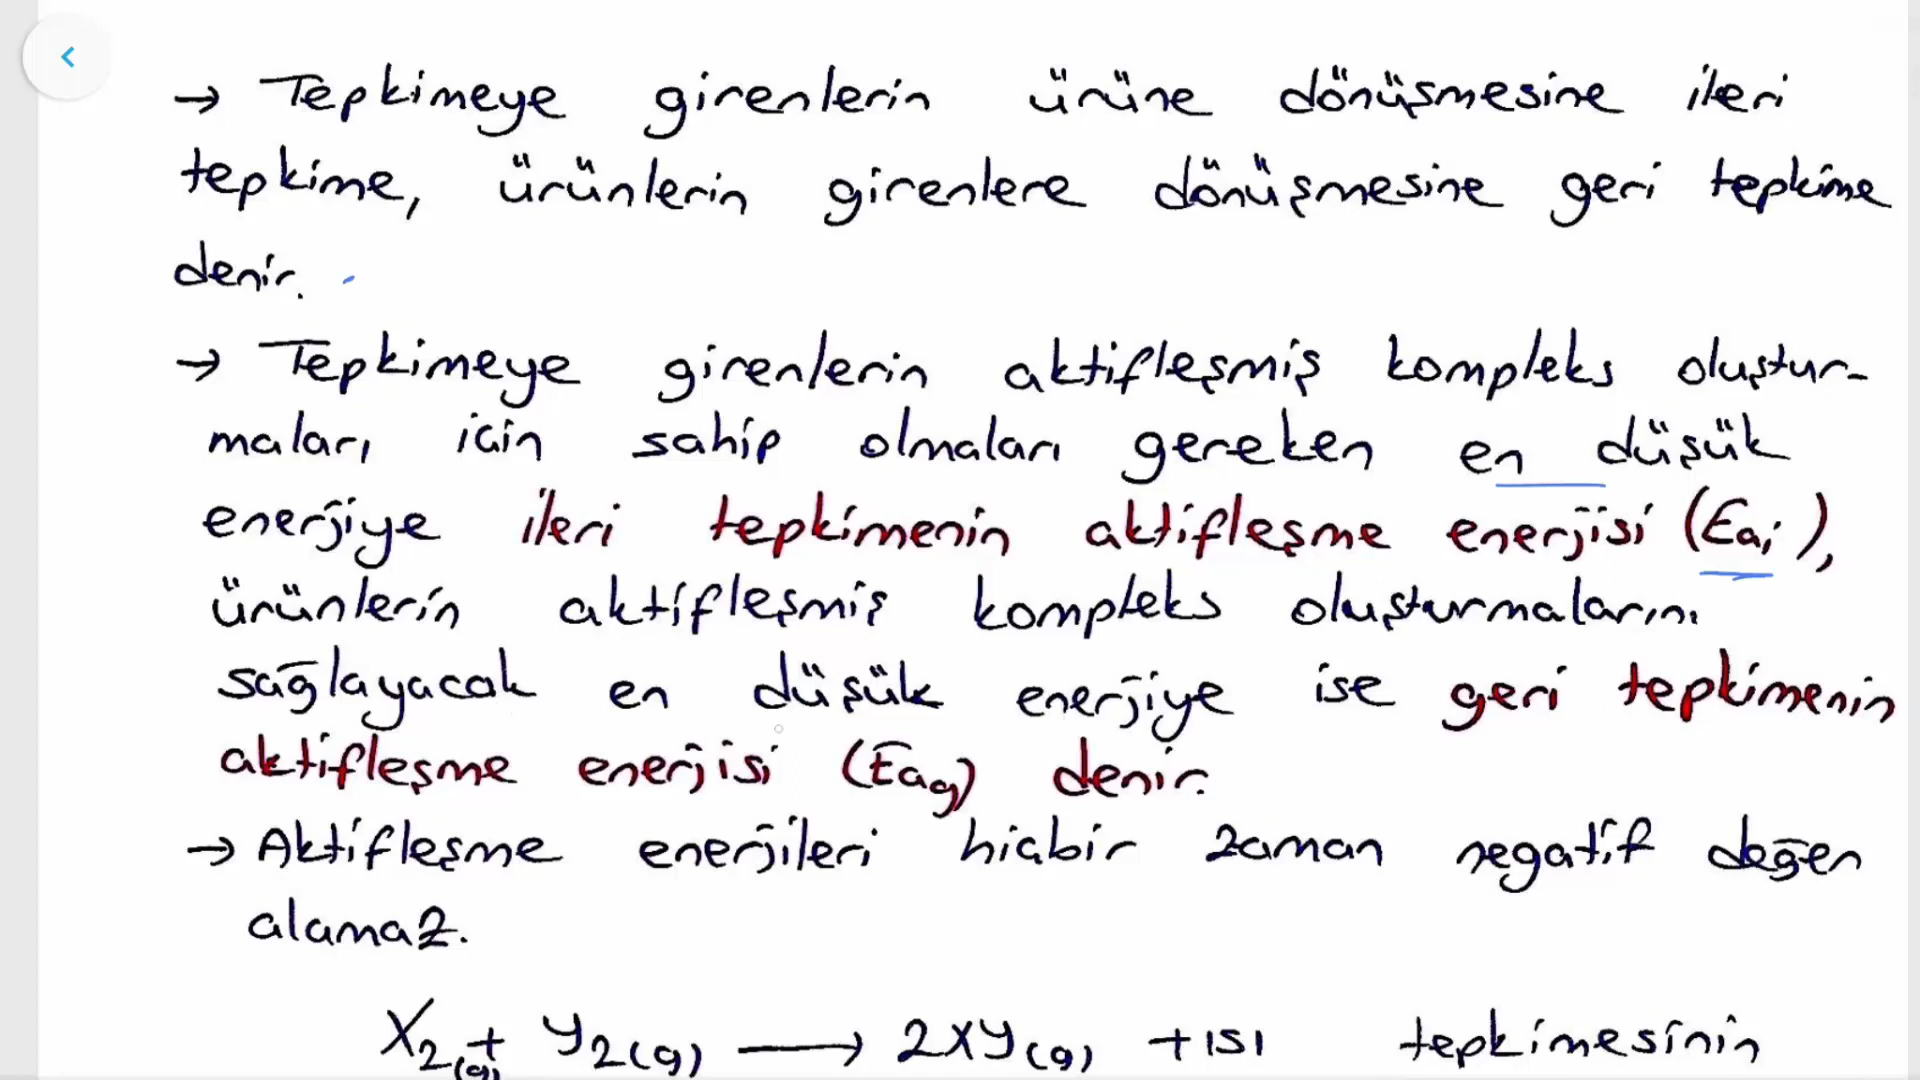 → Tepkimeye girenlerin ürüne dönüşmesine ileri
tepkime, ürünlerin girenlere dönüşmesine geri tepkime
denir.
→ Tepkimeye girenlerin aktifleşmiş kompleks oluştur-
maları için sahip olmaları gereken en düşük
enerjiye ileri tepkimenin aktifleşme enerjisi (Eaᵢ),
ürünlerin aktifleşmiş kompleks oluşturmalarını
sağlayacak en düşük enerjiye ise geri tepkimenin
aktifleşme enerjisi (Ea_g) denir.
→ Aktifleşme enerjileri hiçbir zaman negatif değer
alamaz.
X₂(g) + Y₂(g) → 2XY(g) + ısı tepkimesinin